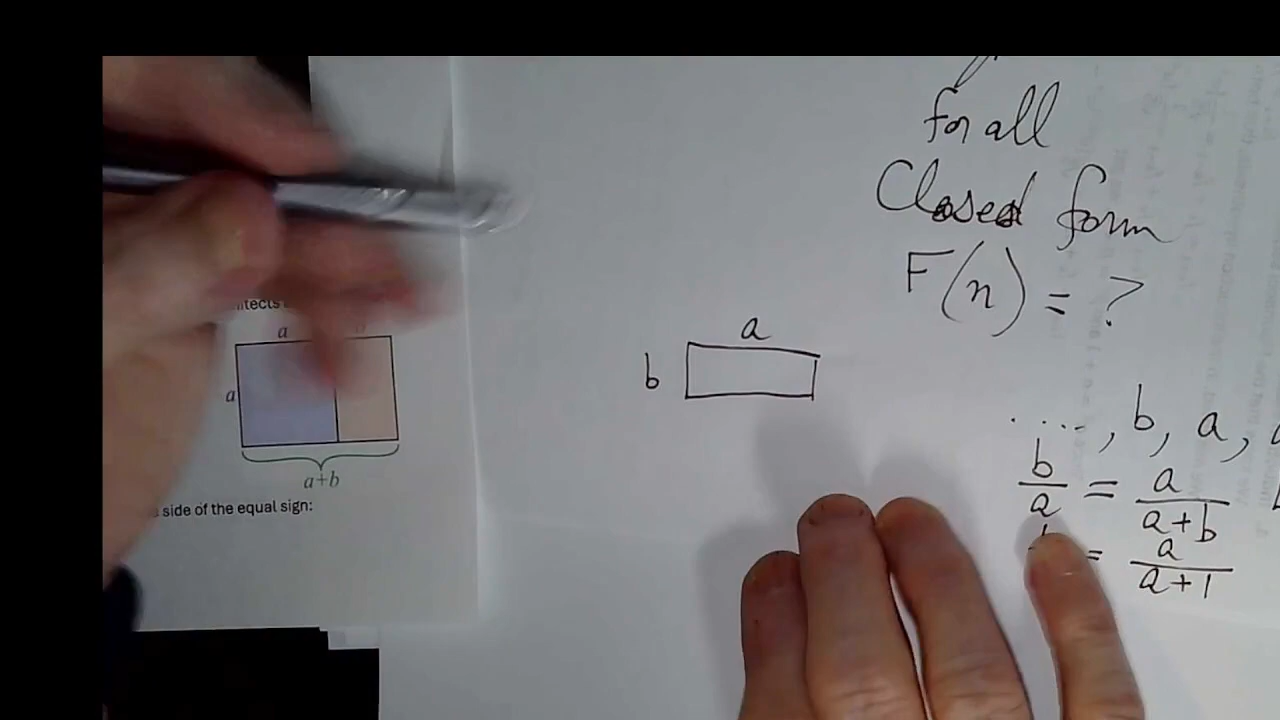 for all
Closed form
F(n) = ?
a
b
....., b, a,
b/a = a/(a+b)
= a/(a+1)
a
a
a+b
side of the equal sign: